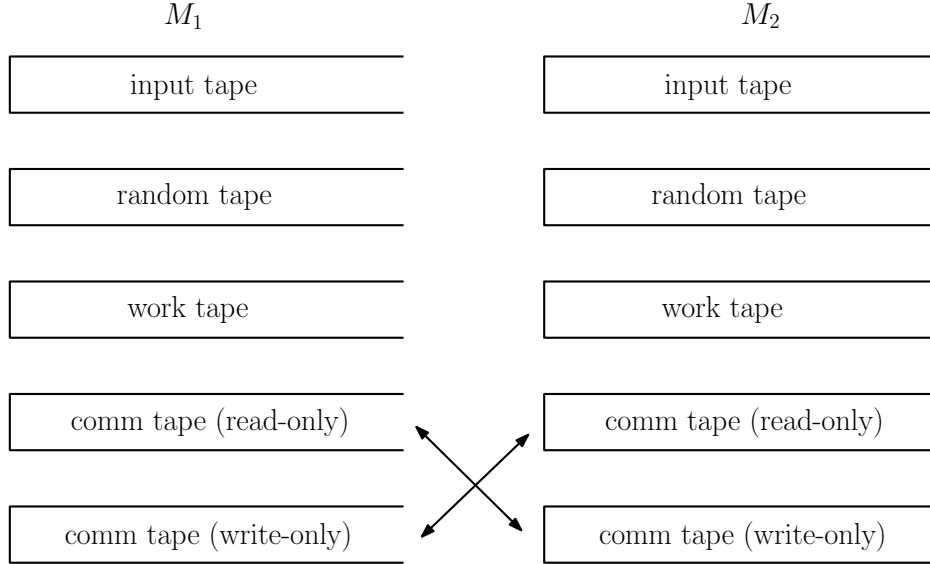 M₁
input tape
random tape
work tape
comm tape (read-only)
comm tape (write-only)
M₂
input tape
random tape
work tape
comm tape (read-only)
comm tape (write-only)